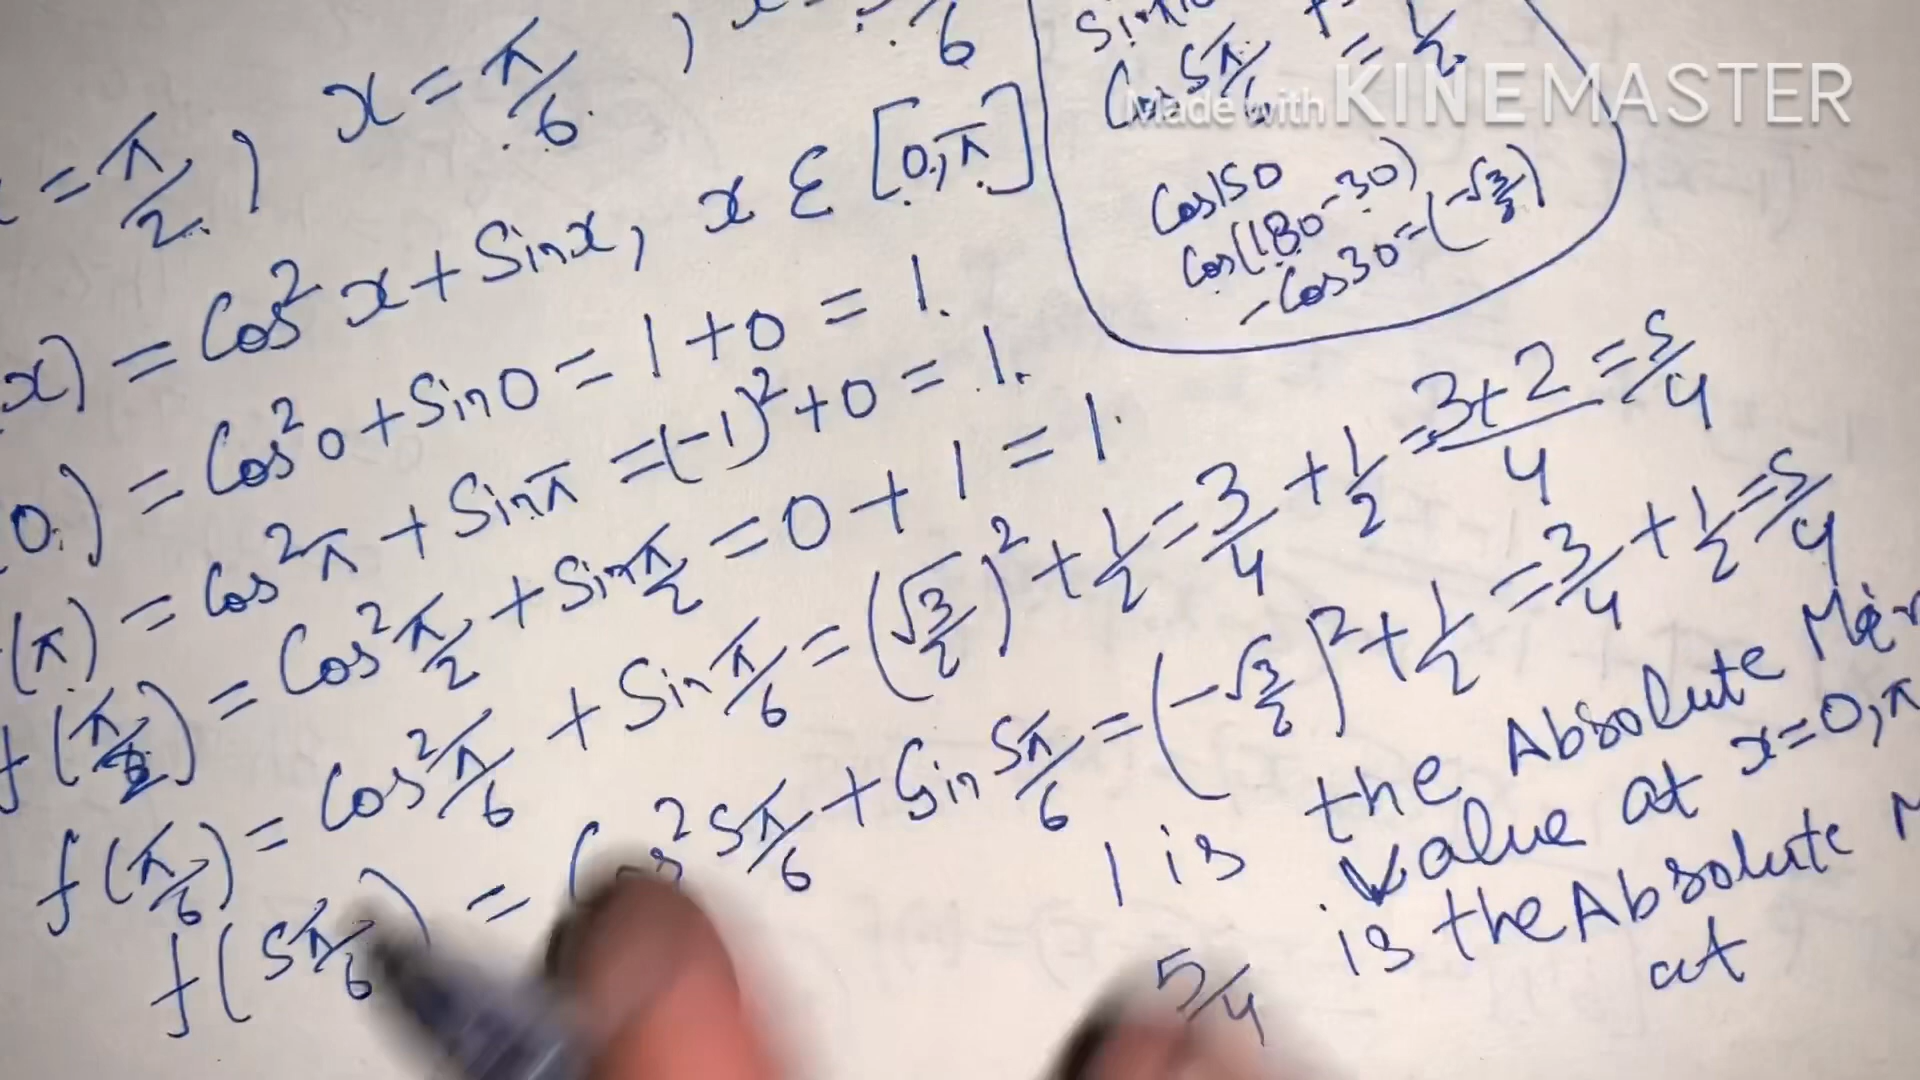 = π/2, x = π/6,
6
Cos 5π/6 = 1/2
Made with KINEMASTER
Cos150
Cos(180-30)
-Cos30 = (-√3/2)
x) = Cos²x + Sinx, x ε [0,π]
0) = Cos²0 + Sin0 = 1+0 = 1.
(π) = Cos²π + Sinπ = (-1)²+0 = 1.
f(π/2) = Cos²π/2 + Sinπ/2 = 0+1 = 1.
f(π/6) = Cos²π/6 + Sinπ/6 = (√3/2)² + 1/2 = 3/4 + 1/2 = 3+2/4 = 5/4
f(5π/6) = Cos²5π/6 + Sin5π/6 = (-√3/2)² + 1/2 = 3/4 + 1/2 = 5/4
1 is the Absolute
value at x=0,π
5/4 is the Absolute
at